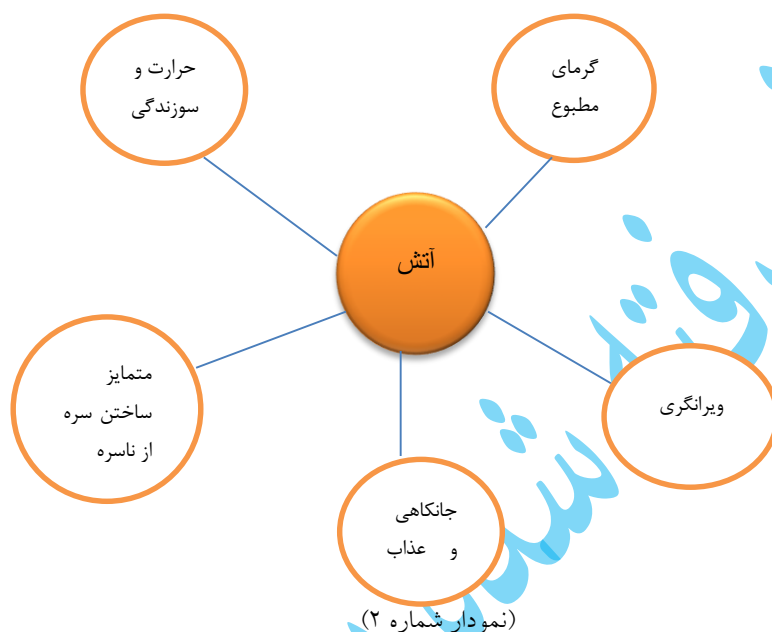 گرمای
مطبوع
حرارت و
سوزندگی
آتش
متمایز
ساختن سره
از ناسره
ویرانگری
جانکاهی
و عذاب
(نمودار شماره ۲)